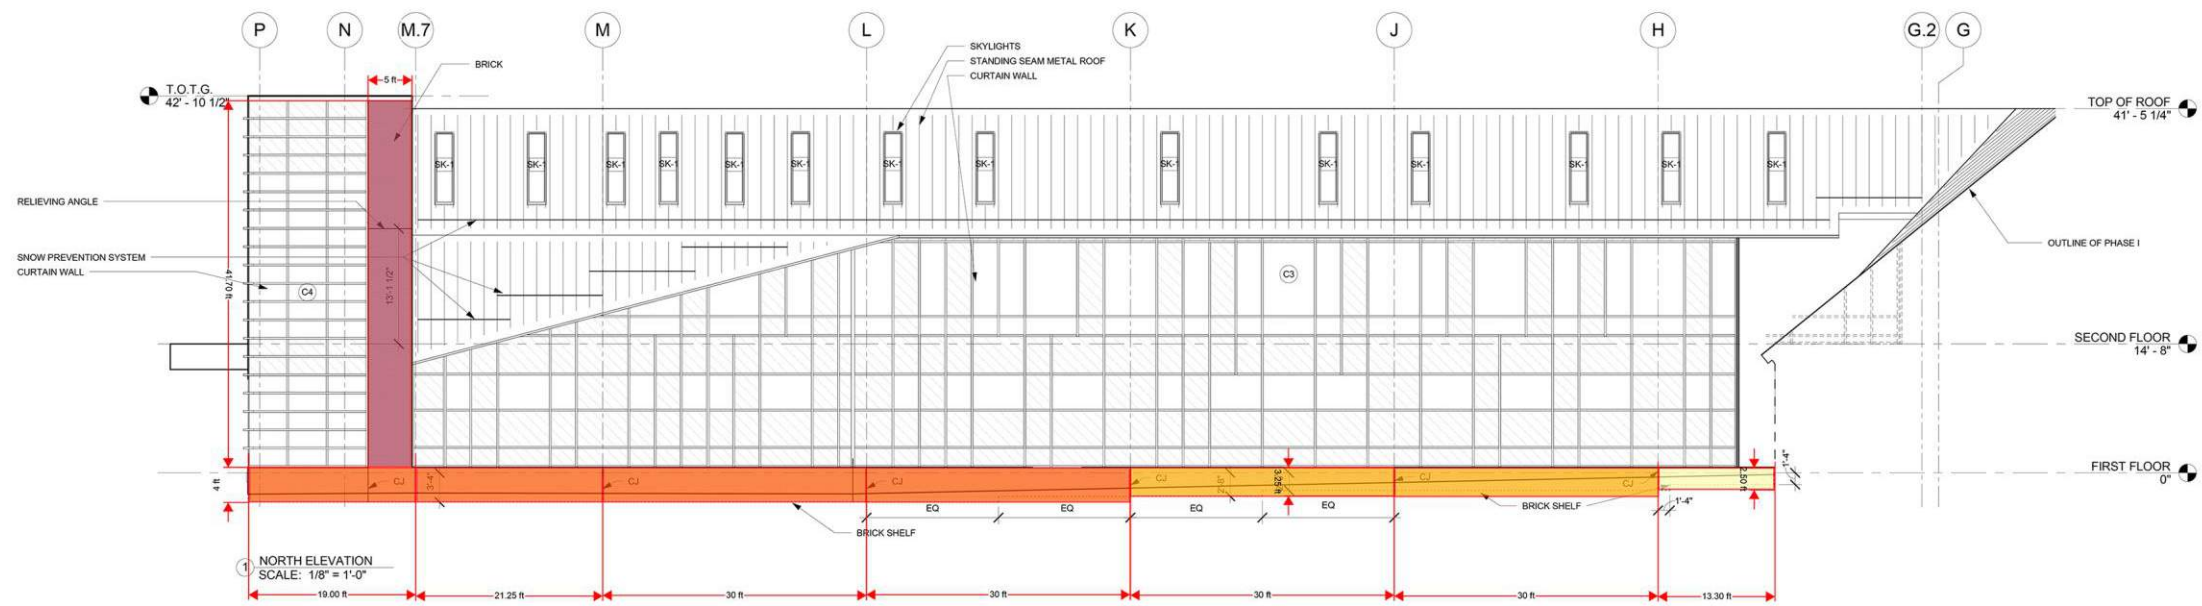 P
N
M.7
M
L
K
J
H
G.2
G
SKYLIGHTS
STANDING SEAM METAL ROOF
CURTAIN WALL
BRICK
5 ft
T.O.T.G.
42' - 10 1/2"
TOP OF ROOF
41' - 5 1/4"
SK-1
SK-1
SK-1
SK-1
SK-1
SK-1
SK-1
SK-1
SK-1
SK-1
SK-1
SK-1
SK-1
SK-1
RELIEVING ANGLE
SNOW PREVENTION SYSTEM
CURTAIN WALL
OUTLINE OF PHASE I
41.70 ft
C4
13'-1 1/2"
C3
SECOND FLOOR
14' - 8"
FIRST FLOOR
0"
4 ft
CJ
3'-4"
CJ
CJ
CJ
2'-8"
3.25 ft
CJ
CJ
2.50 ft
1'-4"
1'-4"
BRICK SHELF
EQ
EQ
EQ
EQ
BRICK SHELF
1
NORTH ELEVATION
SCALE: 1/8" = 1'-0"
19.00 ft
21.25 ft
30 ft
30 ft
30 ft
30 ft
13.30 ft